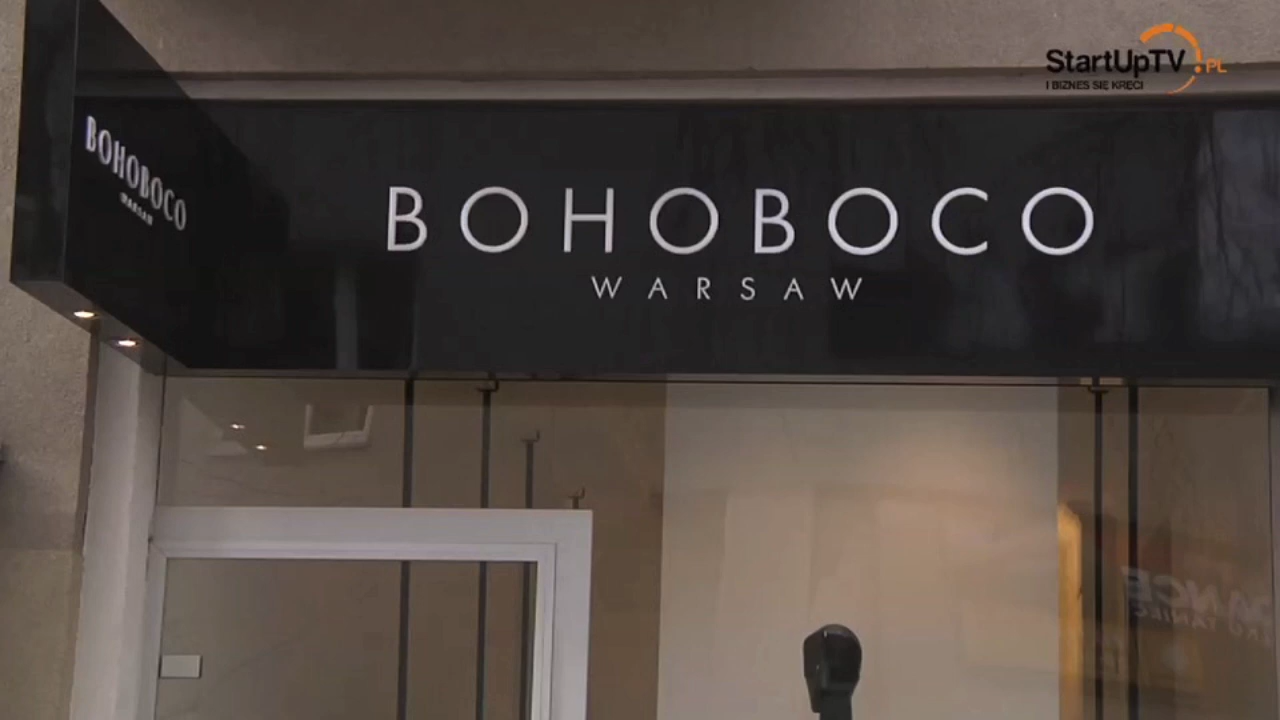 StartUpTV.PL
I BIZNES SIĘ KRĘCI
BOHOBOCO
WARSAW
BOHOBOCO
WARSAW